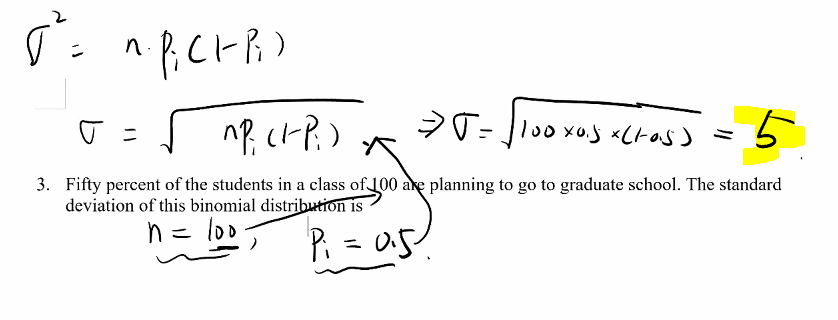 σ² = n · Pi (1-Pi)
σ = √nPi (1-Pi) ⇒ σ = √100 × 0.5 × (1-0.5) = 5
3. Fifty percent of the students in a class of 100 are planning to go to graduate school. The standard
deviation of this binomial distribution is
n = 100, Pi = 0.5.